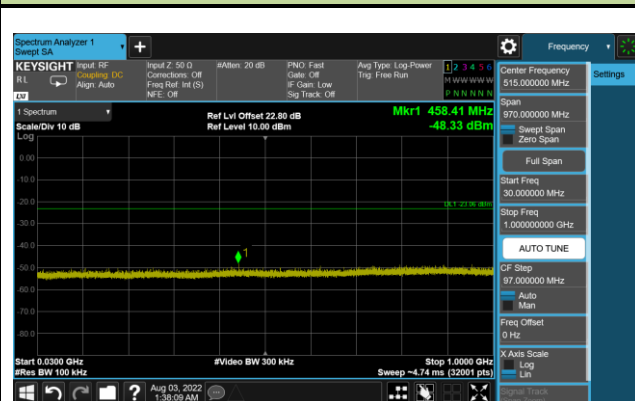 Spectrum Analyzer 1
Swept SA
Frequency
KEYSIGHT
RL
Input: RF
Coupling: DC
Align: Auto
Input Z: 50 Ω
Corrections: Off
Freq Ref: Int (S)
NFE: Off
#Atten: 20 dB
PNO: Fast
Gate: Off
IF Gain: Low
Sig Track: Off
Avg Type: Log-Power
Trig: Free Run
1 2 3 4 5 6
M W W W W W
P N N N N N
LXI
1 Spectrum
Scale/Div 10 dB
Log
Ref Lvl Offset 22.80 dB
Ref Level 10.00 dBm
Mkr1 458.41 MHz
-48.33 dBm
0.00
-10.0
-20.0
-30.0
-40.0
-50.0
-60.0
-70.0
-80.0
1
Start 0.0300 GHz
#Res BW 100 kHz
#Video BW 300 kHz
Stop 1.0000 GHz
Sweep ~4.74 ms (32001 pts)
Center Frequency
515.000000 MHz
Settings
Span
970.000000 MHz
Swept Span
Zero Span
Full Span
Start Freq
30.000000 MHz
Stop Freq
1.000000000 GHz
AUTO TUNE
CF Step
97.000000 MHz
Auto
Man
Freq Offset
0 Hz
X Axis Scale
Log
Lin
Signal Track
Aug 03, 2022
1:38:09 AM